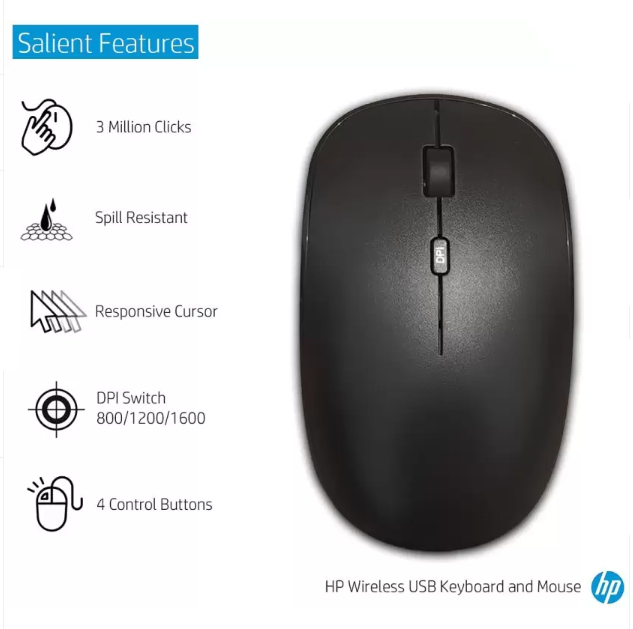 Salient Features
3 Million Clicks
Spill Resistant
Responsive Cursor
DPI Switch
800/1200/1600
4 Control Buttons
DPI
HP Wireless USB Keyboard and Mouse
hp